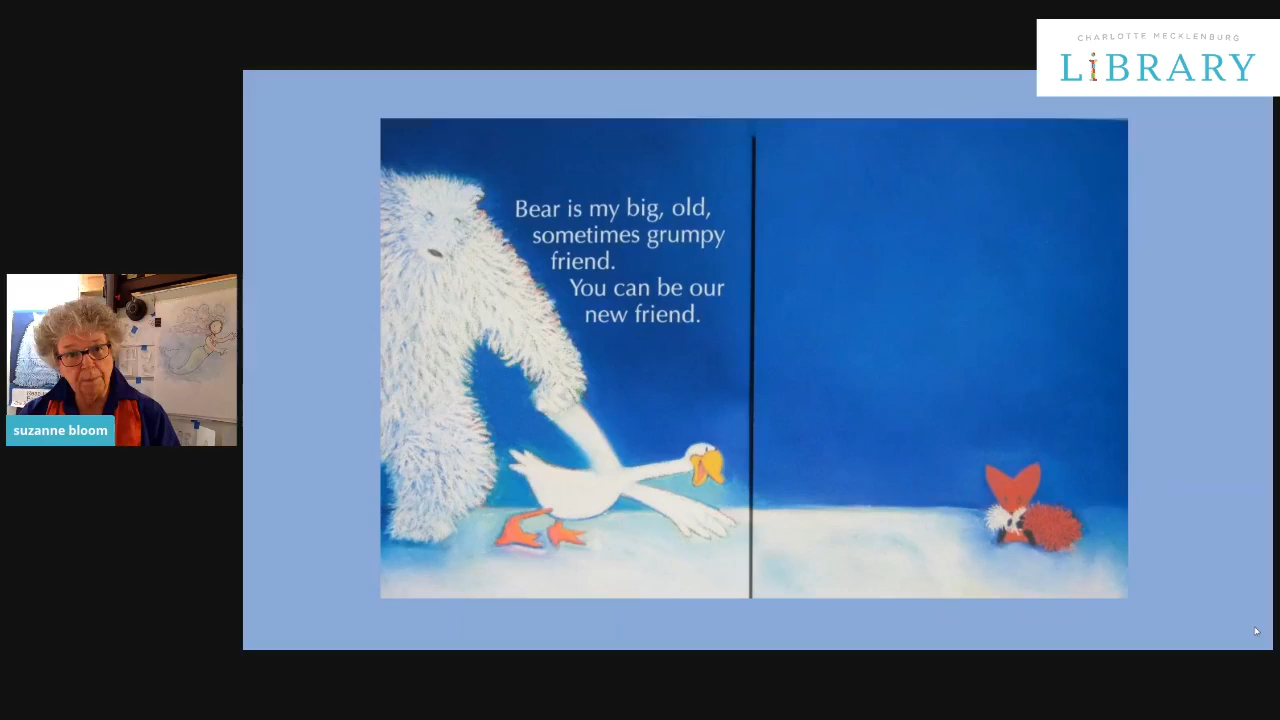 CHARLOTTE MECKLENBURG
LiBRARY
Bear is my big, old,
sometimes grumpy
friend.
You can be our
new friend.
suzanne bloom